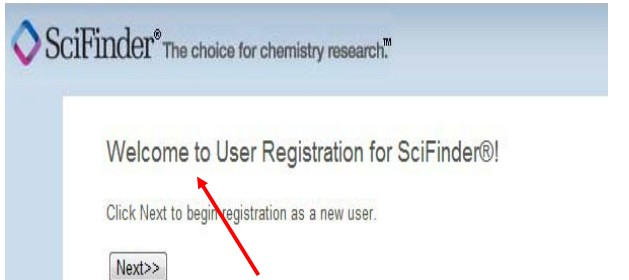 SciFinder® The choice for chemistry research.™
Welcome to User Registration for SciFinder®!
Click Next to begin registration as a new user.
Next>>